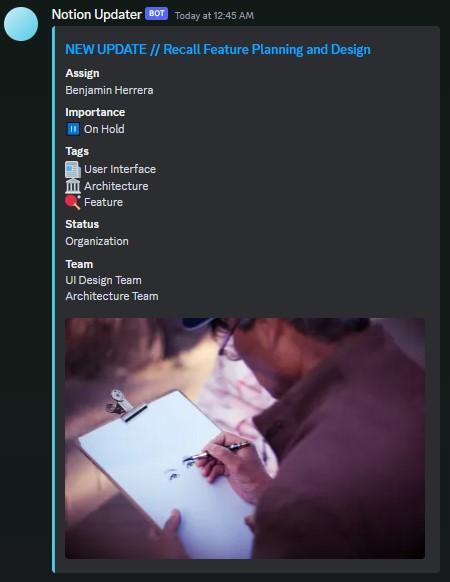 Notion Updater BOT Today at 12:45 AM
NEW UPDATE // Recall Feature Planning and Design
Assign
Benjamin Herrera
Importance
On Hold
Tags
User Interface
Architecture
Feature
Status
Organization
Team
UI Design Team
Architecture Team